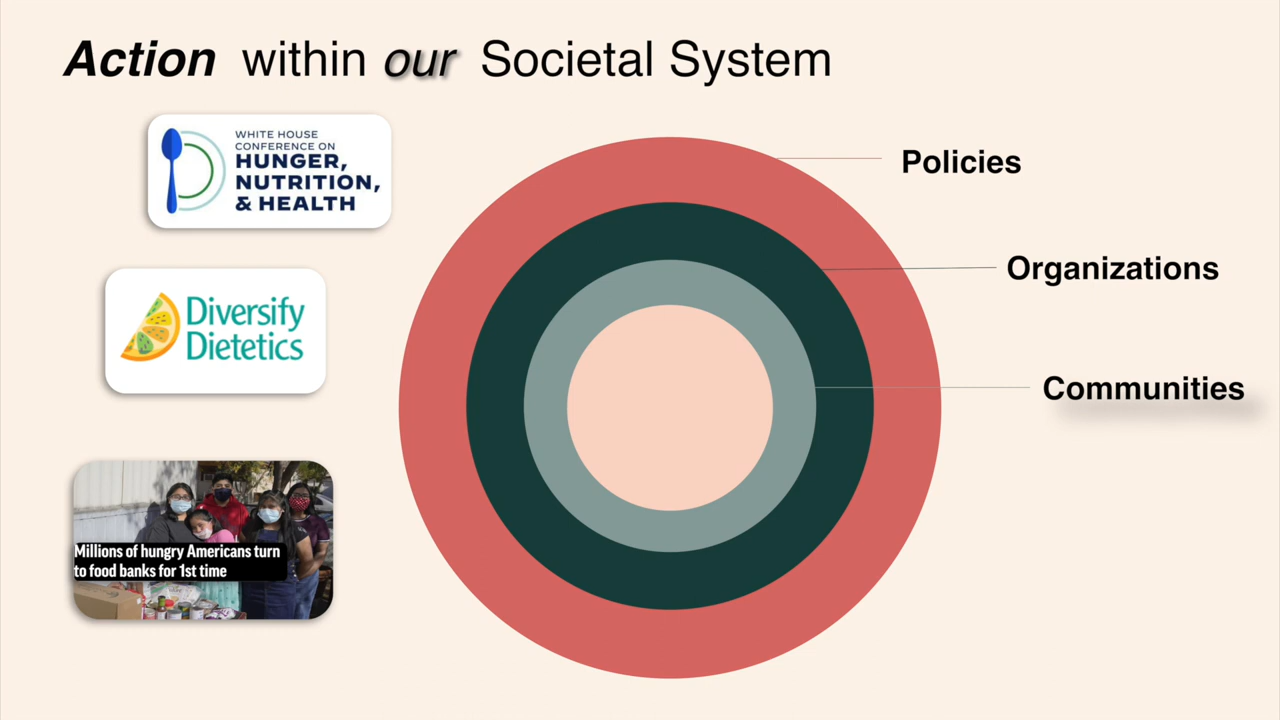 Action within our Societal System
WHITE HOUSE
CONFERENCE ON
HUNGER,
NUTRITION,
& HEALTH
Policies
Organizations
Diversify
Dietetics
Communities
Millions of hungry Americans turn
to food banks for 1st time